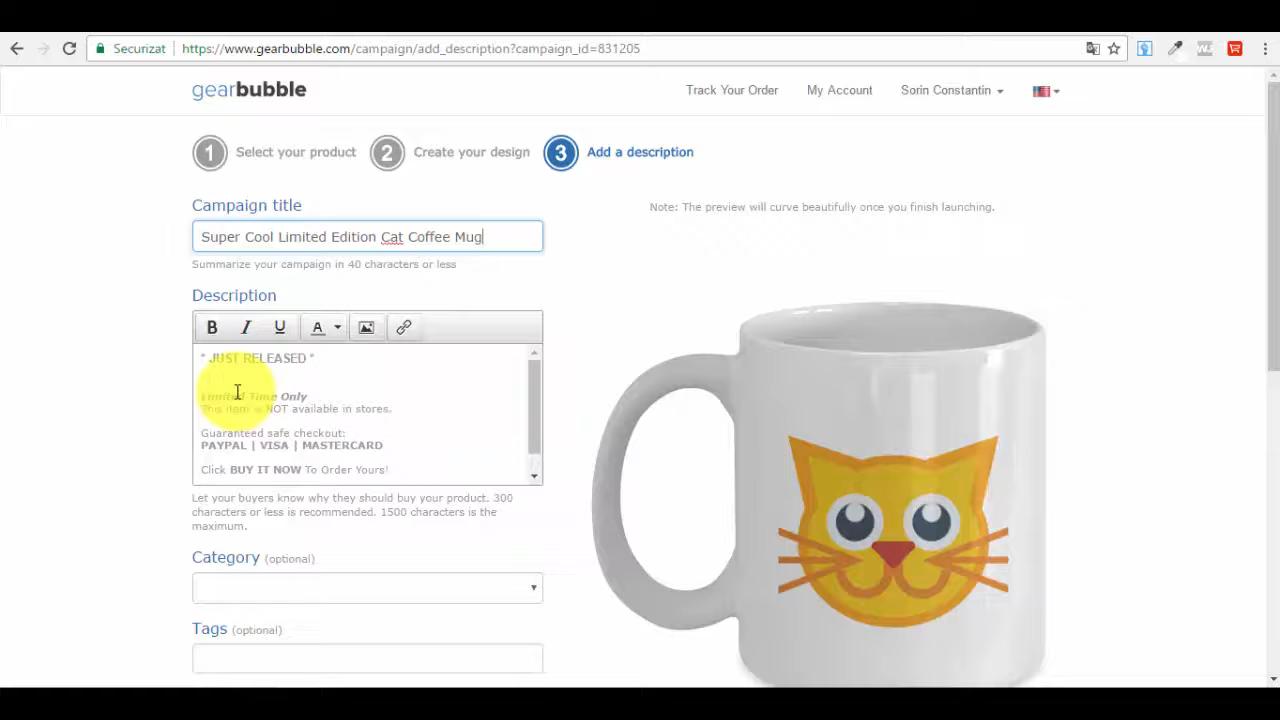 Securizat
https://www.gearbubble.com/campaign/add_description?campaign_id=831205
gearbubble
Track Your Order
My Account
Sorin Constantin
1 Select your product
2 Create your design
3 Add a description
Campaign title
Note: The preview will curve beautifully once you finish launching.
Super Cool Limited Edition Cat Coffee Mug
Summarize your campaign in 40 characters or less
Description
B I U A
* JUST RELEASED *
Limited Time Only
This item is NOT available in stores.
Guaranteed safe checkout:
PAYPAL | VISA | MASTERCARD
Click BUY IT NOW To Order Yours!
Let your buyers know why they should buy your product. 300
characters or less is recommended. 1500 characters is the
maximum.
Category (optional)
Tags (optional)